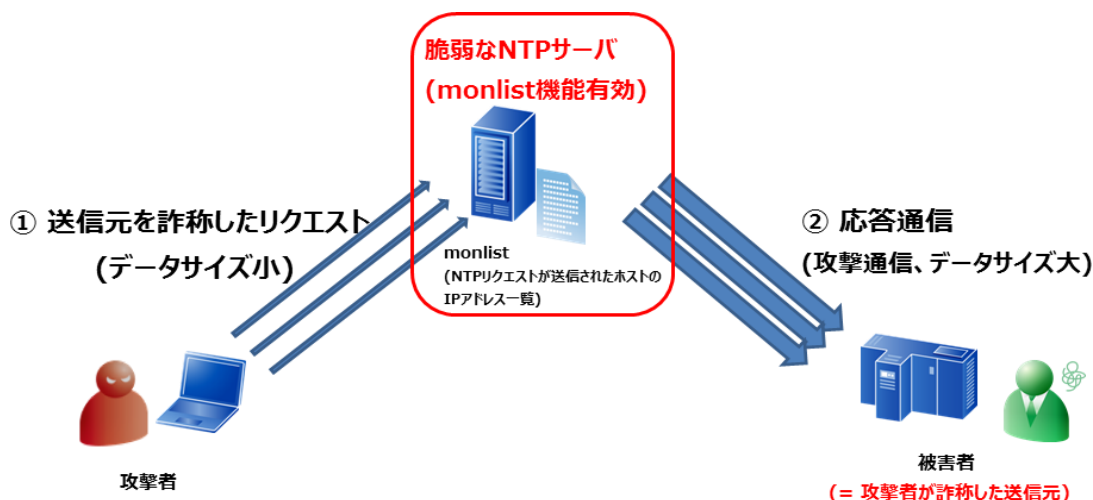 脆弱なNTPサーバ
(monlist機能有効)
① 送信元を詐称したリクエスト
(データサイズ小)
monlist
(NTPリクエストが送信されたホストの
IPアドレス一覧)
② 応答通信
(攻撃通信、データサイズ大)
攻撃者
被害者
(= 攻撃者が詐称した送信元)